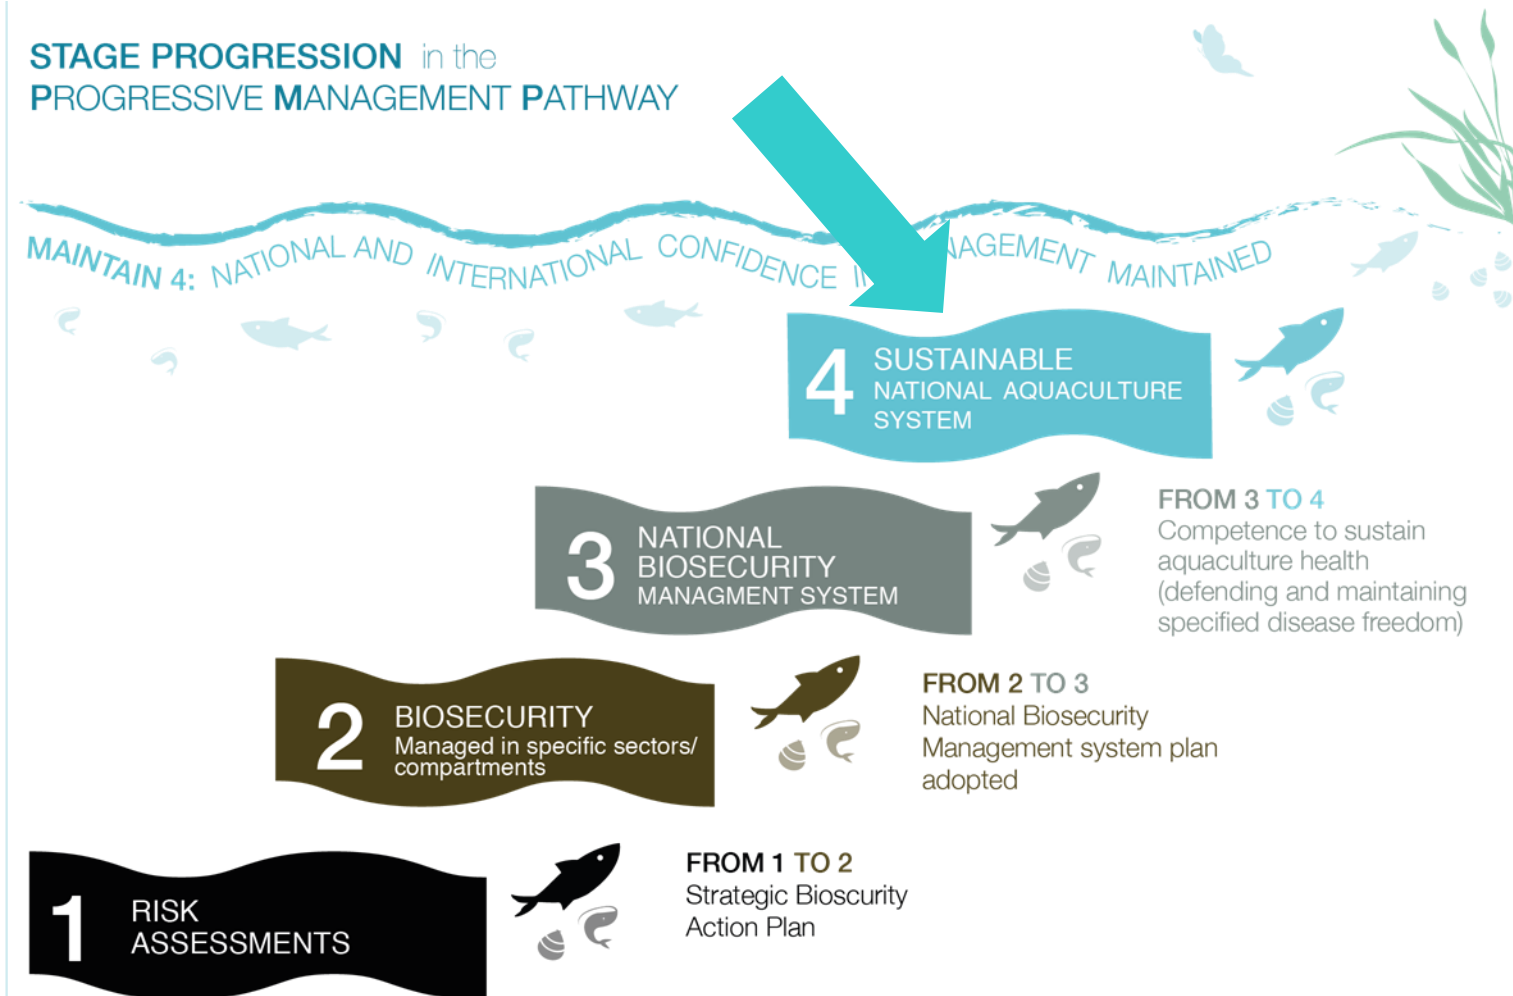 STAGE PROGRESSION in the
PROGRESSIVE MANAGEMENT PATHWAY
MAINTAIN 4: NATIONAL AND INTERNATIONAL CONFIDENCE MAINTAINED
4 SUSTAINABLE
NATIONAL AQUACULTURE
SYSTEM
3 NATIONAL
BIOSECURITY
MANAGMENT SYSTEM
FROM 3 TO 4
Competence to sustain
aquaculture health
(defending and maintaining
specified disease freedom)
2 BIOSECURITY
Managed in specific sectors/
compartments
FROM 2 TO 3
National Biosecurity
Management system plan
adopted
1 RISK
ASSESSMENTS
FROM 1 TO 2
Strategic Bioscurity
Action Plan